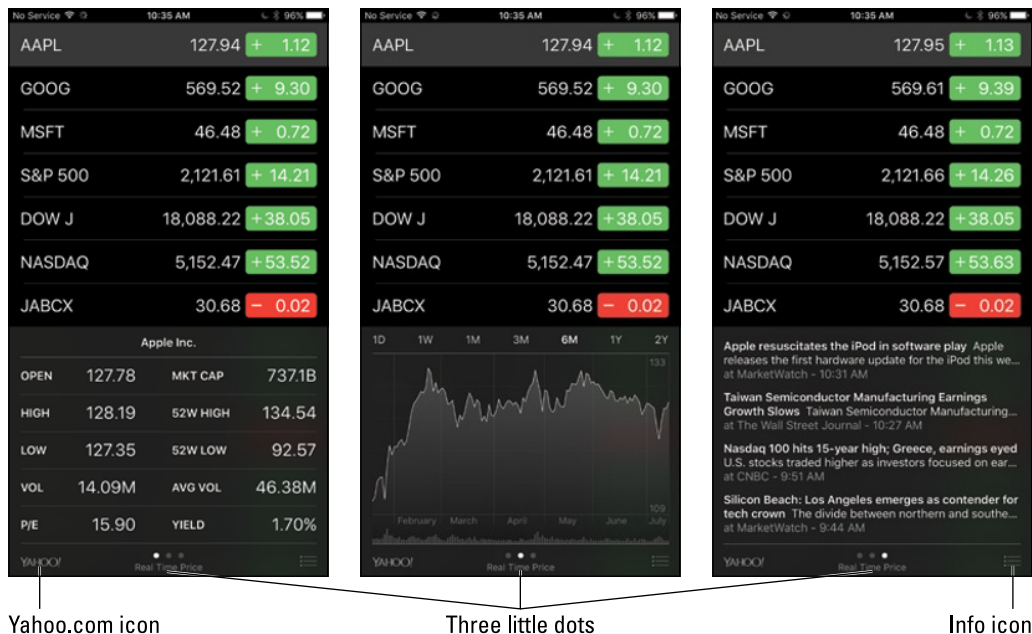 No Service 10:35 AM 96%
AAPL 127.94 + 1.12
GOOG 569.52 + 9.30
MSFT 46.48 + 0.72
S&P 500 2,121.61 + 14.21
DOW J 18,088.22 +38.05
NASDAQ 5,152.47 +53.52
JABCX 30.68 − 0.02
Apple Inc.
OPEN 127.78 MKT CAP 737.1B
HIGH 128.19 52W HIGH 134.54
LOW 127.35 52W LOW 92.57
VOL 14.09M AVG VOL 46.38M
P/E 15.90 YIELD 1.70%
YAHOO!
Real Time Price
No Service 10:35 AM 96%
AAPL 127.94 + 1.12
GOOG 569.52 + 9.30
MSFT 46.48 + 0.72
S&P 500 2,121.61 + 14.21
DOW J 18,088.22 +38.05
NASDAQ 5,152.47 +53.52
JABCX 30.68 − 0.02
1D 1W 1M 3M 6M 1Y 2Y
133
109
February March April May June July
YAHOO!
Real Time Price
No Service 10:35 AM 96%
AAPL 127.95 + 1.13
GOOG 569.61 + 9.39
MSFT 46.48 + 0.72
S&P 500 2,121.66 + 14.26
DOW J 18,088.22 +38.05
NASDAQ 5,152.57 +53.63
JABCX 30.68 − 0.02
Apple resuscitates the iPod in software play Apple
releases the first hardware update for the iPod this we...
at MarketWatch - 10:31 AM
Taiwan Semiconductor Manufacturing Earnings
Growth Slows Taiwan Semiconductor Manufacturing...
at The Wall Street Journal - 10:27 AM
Nasdaq 100 hits 15-year high; Greece, earnings eyed
U.S. stocks traded higher as investors focused on ear...
at CNBC - 9:51 AM
Silicon Beach: Los Angeles emerges as contender for
tech crown The divide between northern and southe...
at MarketWatch - 9:44 AM
YAHOO!
Real Time Price
Yahoo.com icon
Three little dots
Info icon